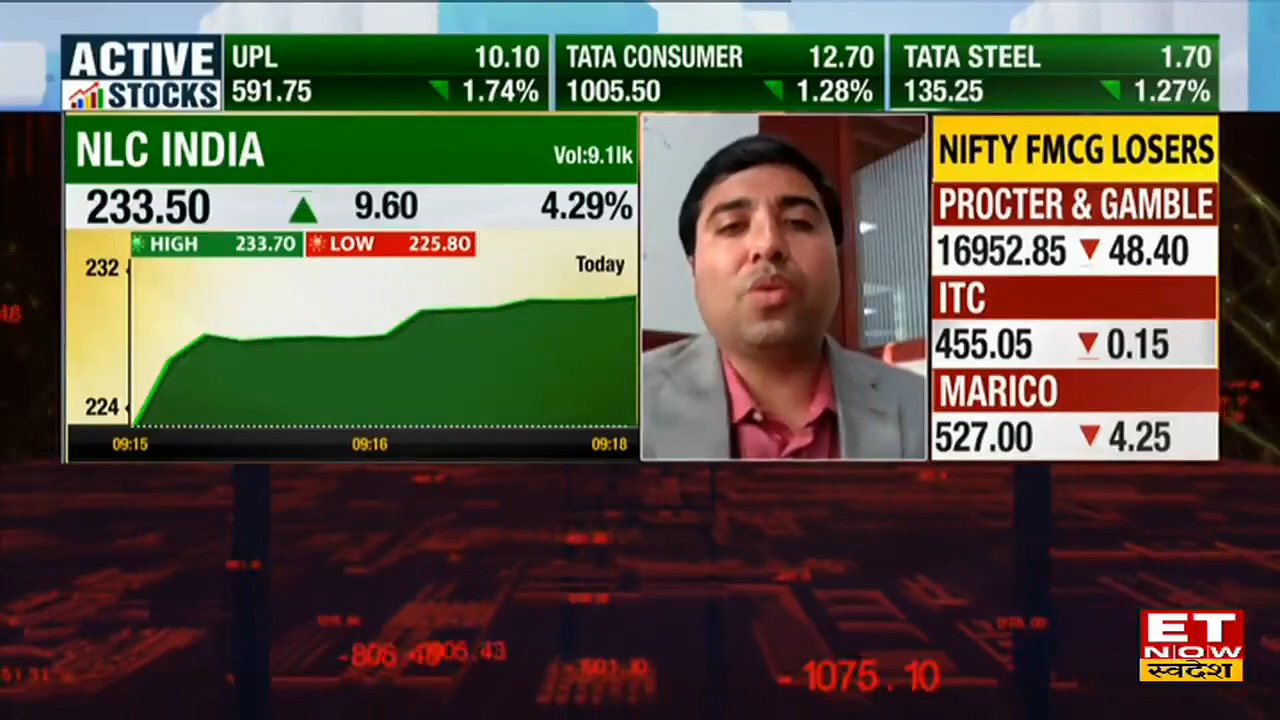 ACTIVE
STOCKS
UPL 10.10
591.75 1.74%
TATA CONSUMER 12.70
1005.50 1.28%
TATA STEEL 1.70
135.25 1.27%
NLC INDIA Vol:9.1lk
233.50 9.60 4.29%
HIGH 233.70 LOW 225.80
Today
232
224
09:15 09:16 09:18
NIFTY FMCG LOSERS
PROCTER & GAMBLE
16952.85 48.40
ITC
455.05 0.15
MARICO
527.00 4.25
-1075.10
ET
NOW
स्वदेश